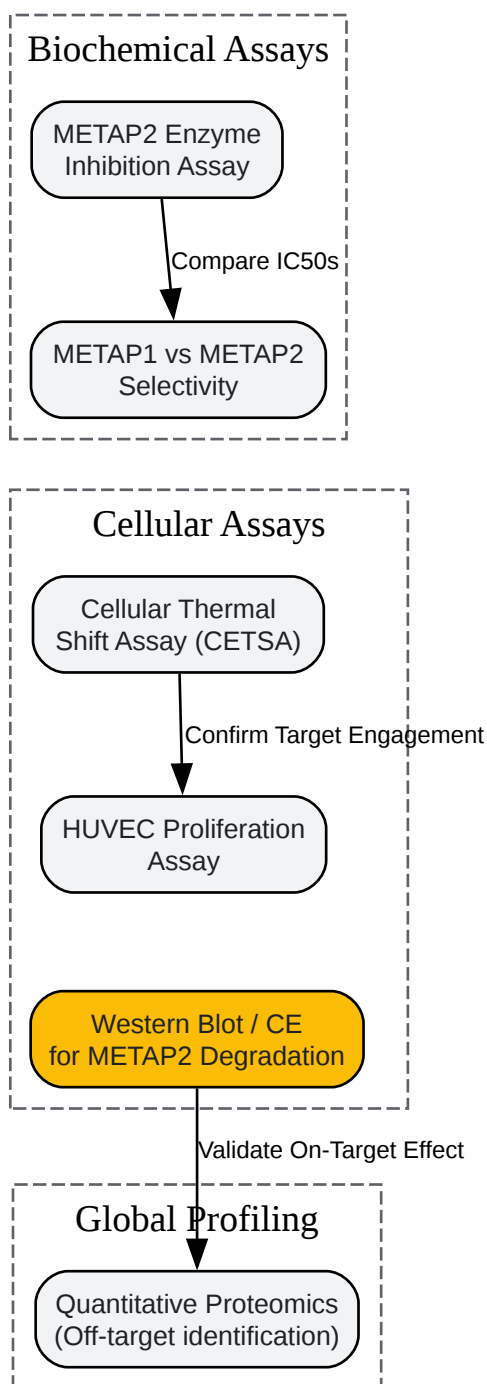 Biochemical Assays
METAP2 Enzyme
Inhibition Assay
Compare IC50s
METAP1 vs METAP2
Selectivity
Cellular Assays
Cellular Thermal
Shift Assay (CETSA)
Confirm Target Engagement
HUVEC Proliferation
Assay
Western Blot / CE
for METAP2 Degradation
Validate On-Target Effect
Global Profiling
Quantitative Proteomics
(Off-target identification)